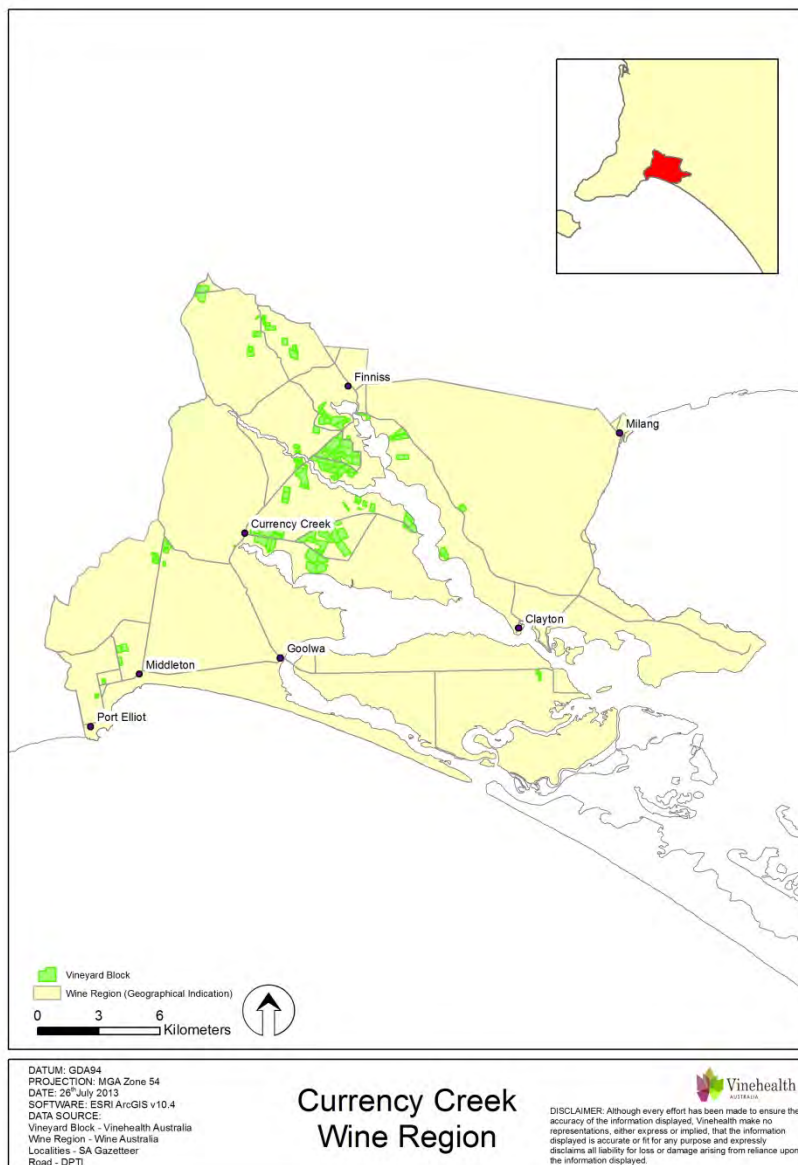 Finniss
Milang
Currency Creek
Clayton
Goolwa
Middleton
Port Elliot
Vineyard Block
Wine Region (Geographical Indication)
0 3 6
Kilometers
DATUM: GDA94
PROJECTION: MGA Zone 54
DATE: 26th July 2013
SOFTWARE: ESRI ArcGIS v10.4
DATA SOURCE:
Vineyard Block - Vinehealth Australia
Wine Region - Wine Australia
Localities - SA Gazetteer
Road - DPTI
Currency Creek
Wine Region
Vinehealth
AUSTRALIA
DISCLAIMER: Although every effort has been made to ensure the
accuracy of the information displayed, Vinehealth make no
representations, either express or implied, that the information
displayed is accurate or fit for any purpose and expressly
disclaims all liability for loss or damage arising from reliance upon
the information displayed.